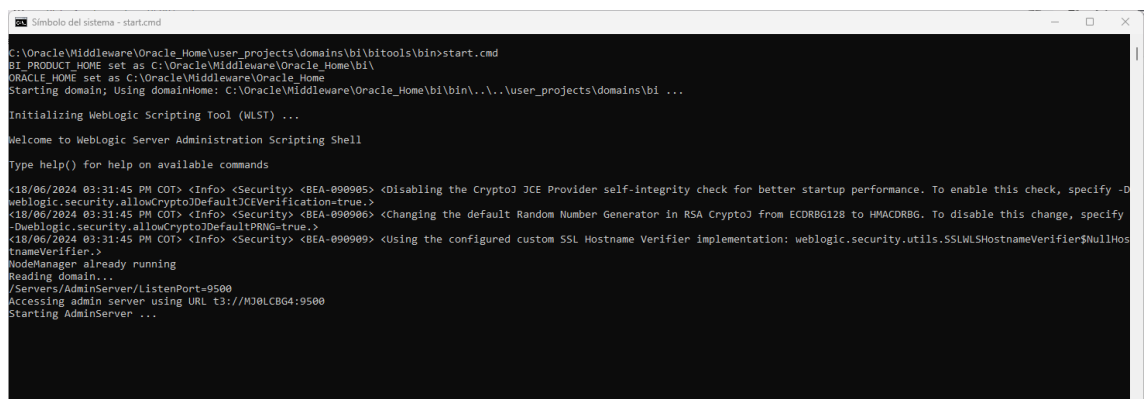 Símbolo del sistema - start.cmd
C:\Oracle\Middleware\Oracle_Home\user_projects\domains\bi\bitools\bin>start.cmd
BI_PRODUCT_HOME set as C:\Oracle\Middleware\Oracle_Home\bi\
ORACLE_HOME set as C:\Oracle\Middleware\Oracle_Home
Starting domain; Using domainHome: C:\Oracle\Middleware\Oracle_Home\bi\bin\..\..\user_projects\domains\bi ...
Initializing WebLogic Scripting Tool (WLST) ...
Welcome to WebLogic Server Administration Scripting Shell
Type help() for help on available commands
<18/06/2024 03:31:45 PM COT> <Info> <Security> <BEA-090905> <Disabling the CryptoJ JCE Provider self-integrity check for better startup performance. To enable this check, specify -D
weblogic.security.allowCryptoJDefaultJCEVerification=true.>
<18/06/2024 03:31:45 PM COT> <Info> <Security> <BEA-090906> <Changing the default Random Number Generator in RSA CryptoJ from ECDRBG128 to HMACDRBG. To disable this change, specify
-Dweblogic.security.allowCryptoJDefaultPRNG=true.>
<18/06/2024 03:31:45 PM COT> <Info> <Security> <BEA-090909> <Using the configured custom SSL Hostname Verifier implementation: weblogic.security.utils.SSLWLSHostnameVerifier$NullHos
tnameVerifier.>
NodeManager already running
Reading domain...
/Servers/AdminServer/ListenPort=9500
Accessing admin server using URL t3://MJ0LCBG4:9500
Starting AdminServer ...